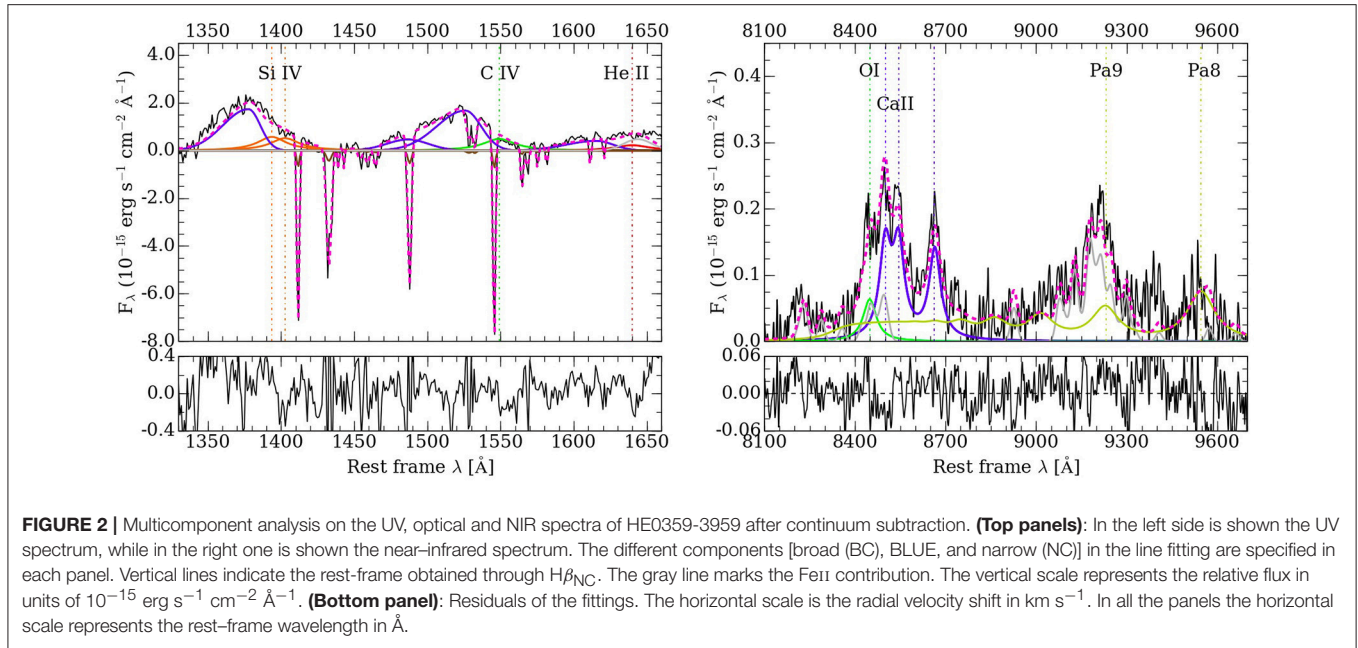 1350 1400 1450 1500 1550 1600 1650
4.0
2.0
0.0
-2.0
-4.0
-6.0
-8.0
Fλ (10⁻¹⁵ erg s⁻¹ cm⁻² Å⁻¹)
Si IV
C IV
He II
0.4
0.0
-0.4
1350 1400 1450 1500 1550 1600 1650
Rest frame λ [Å]
8100 8400 8700 9000 9300 9600
0.4
0.3
0.2
0.1
0.0
Fλ (10⁻¹⁵ erg s⁻¹ cm⁻² Å⁻¹)
OI
CaII
Pa9
Pa8
0.06
0.00
-0.06
8100 8400 8700 9000 9300 9600
Rest frame λ [Å]
FIGURE 2 | Multicomponent analysis on the UV, optical and NIR spectra of HE0359-3959 after continuum subtraction. (Top panels): In the left side is shown the UV
spectrum, while in the right one is shown the near–infrared spectrum. The different components [broad (BC), BLUE, and narrow (NC)] in the line fitting are specified in
each panel. Vertical lines indicate the rest-frame obtained through HβNC. The gray line marks the FeII contribution. The vertical scale represents the relative flux in
units of 10⁻¹⁵ erg s⁻¹ cm⁻² Å⁻¹. (Bottom panel): Residuals of the fittings. The horizontal scale is the radial velocity shift in km s⁻¹. In all the panels the horizontal
scale represents the rest–frame wavelength in Å.